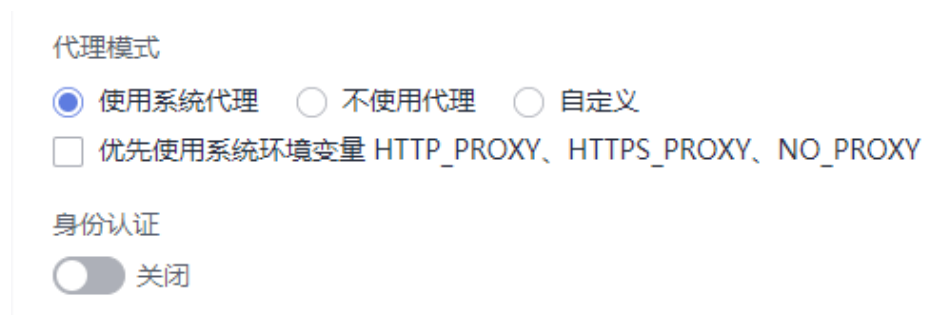 代理模式
使用系统代理 不使用代理 自定义
优先使用系统环境变量 HTTP_PROXY、HTTPS_PROXY、NO_PROXY
身份认证
关闭